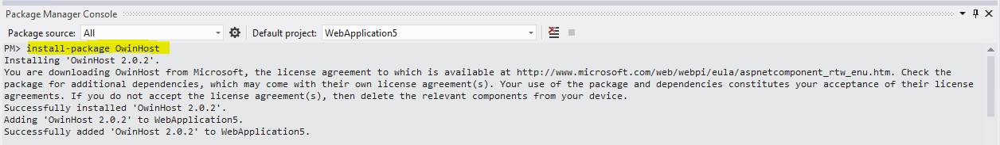 Package Manager Console
Package source: All Default project: WebApplication5
PM> install-package OwinHost
Installing 'OwinHost 2.0.2'.
You are downloading OwinHost from Microsoft, the license agreement to which is available at http://www.microsoft.com/web/webpi/eula/aspnetcomponent_rtw_enu.htm. Check the
package for additional dependencies, which may come with their own license agreement(s). Your use of the package and dependencies constitutes your acceptance of their license
agreements. If you do not accept the license agreement(s), then delete the relevant components from your device.
Successfully installed 'OwinHost 2.0.2'.
Adding 'OwinHost 2.0.2' to WebApplication5.
Successfully added 'OwinHost 2.0.2' to WebApplication5.